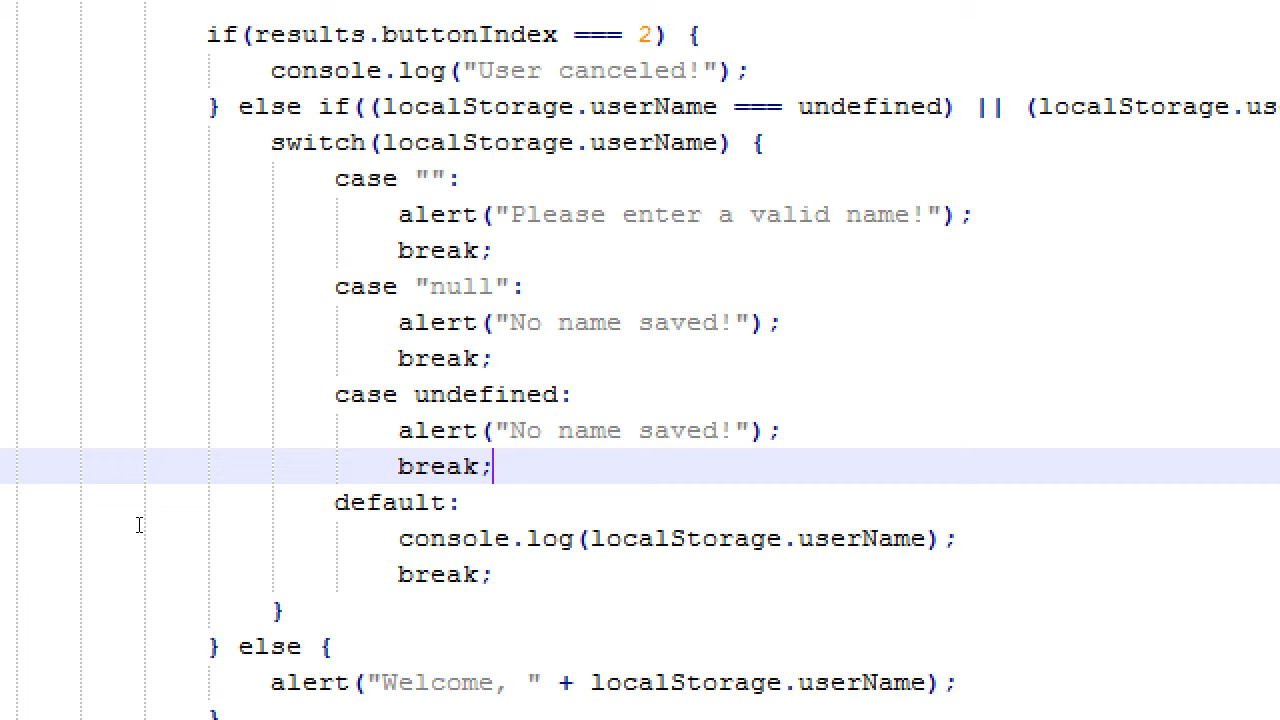 if(results.buttonIndex === 2) {
console.log("User canceled!");
} else if((localStorage.userName === undefined) || (localStorage.us
switch(localStorage.userName) {
case "":
alert("Please enter a valid name!");
break;
case "null":
alert("No name saved!");
break;
case undefined:
alert("No name saved!");
break;
default:
console.log(localStorage.userName);
break;
}
} else {
alert("Welcome, " + localStorage.userName);
}